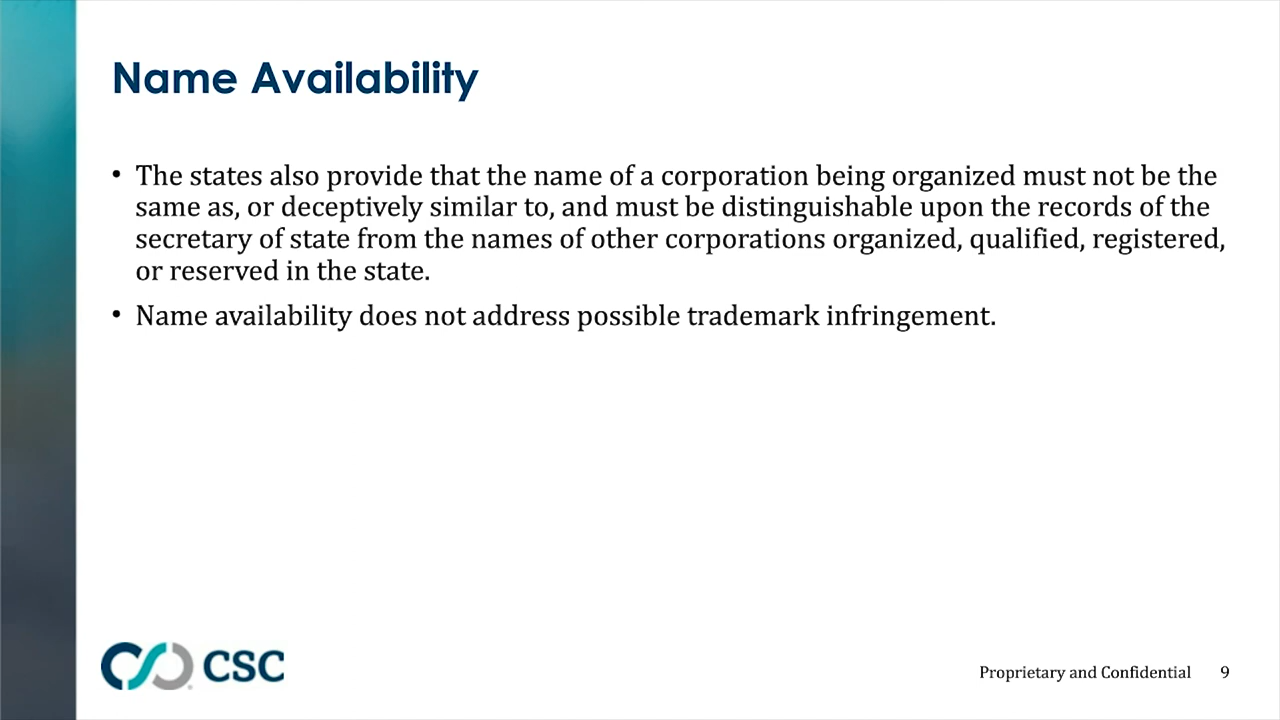 Name Availability
• The states also provide that the name of a corporation being organized must not be the
same as, or deceptively similar to, and must be distinguishable upon the records of the
secretary of state from the names of other corporations organized, qualified, registered,
or reserved in the state.
• Name availability does not address possible trademark infringement.
CSC
Proprietary and Confidential 9